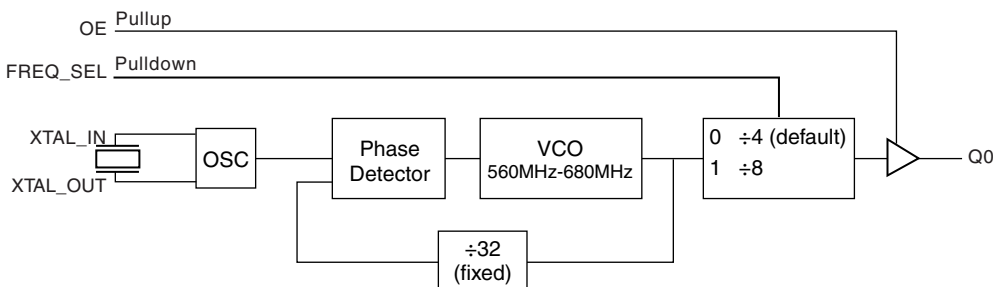 OE Pullup
FREQ_SEL Pulldown
XTAL_IN
XTAL_OUT
OSC
Phase
Detector
VCO
560MHz-680MHz
0 ÷4 (default)
1 ÷8
Q0
÷32
(fixed)